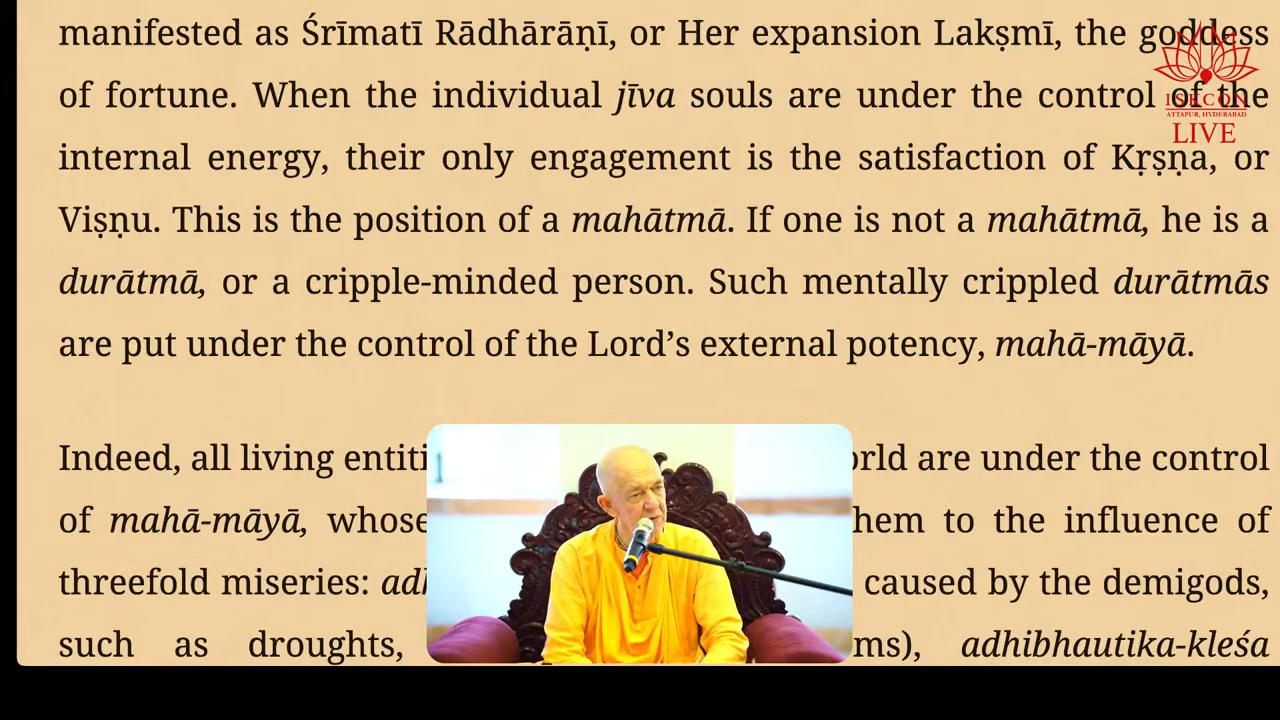 manifested as Śrīmatī Rādhārāṇī, or Her expansion Lakṣmī, the goddess
of fortune. When the individual jīva souls are under the control of the
internal energy, their only engagement is the satisfaction of Kṛṣṇa, or
Viṣṇu. This is the position of a mahātmā. If one is not a mahātmā, he is a
durātmā, or a cripple-minded person. Such mentally crippled durātmās
are put under the control of the Lord’s external potency, mahā-māyā.
Indeed, all living are under the control
of mahā-māyā, whose to the influence of
threefold miseries: caused by the demigods,
such as droughts, adhibhautika-kleśa
ISKCON
ATTAPUR, HYDERABAD
LIVE